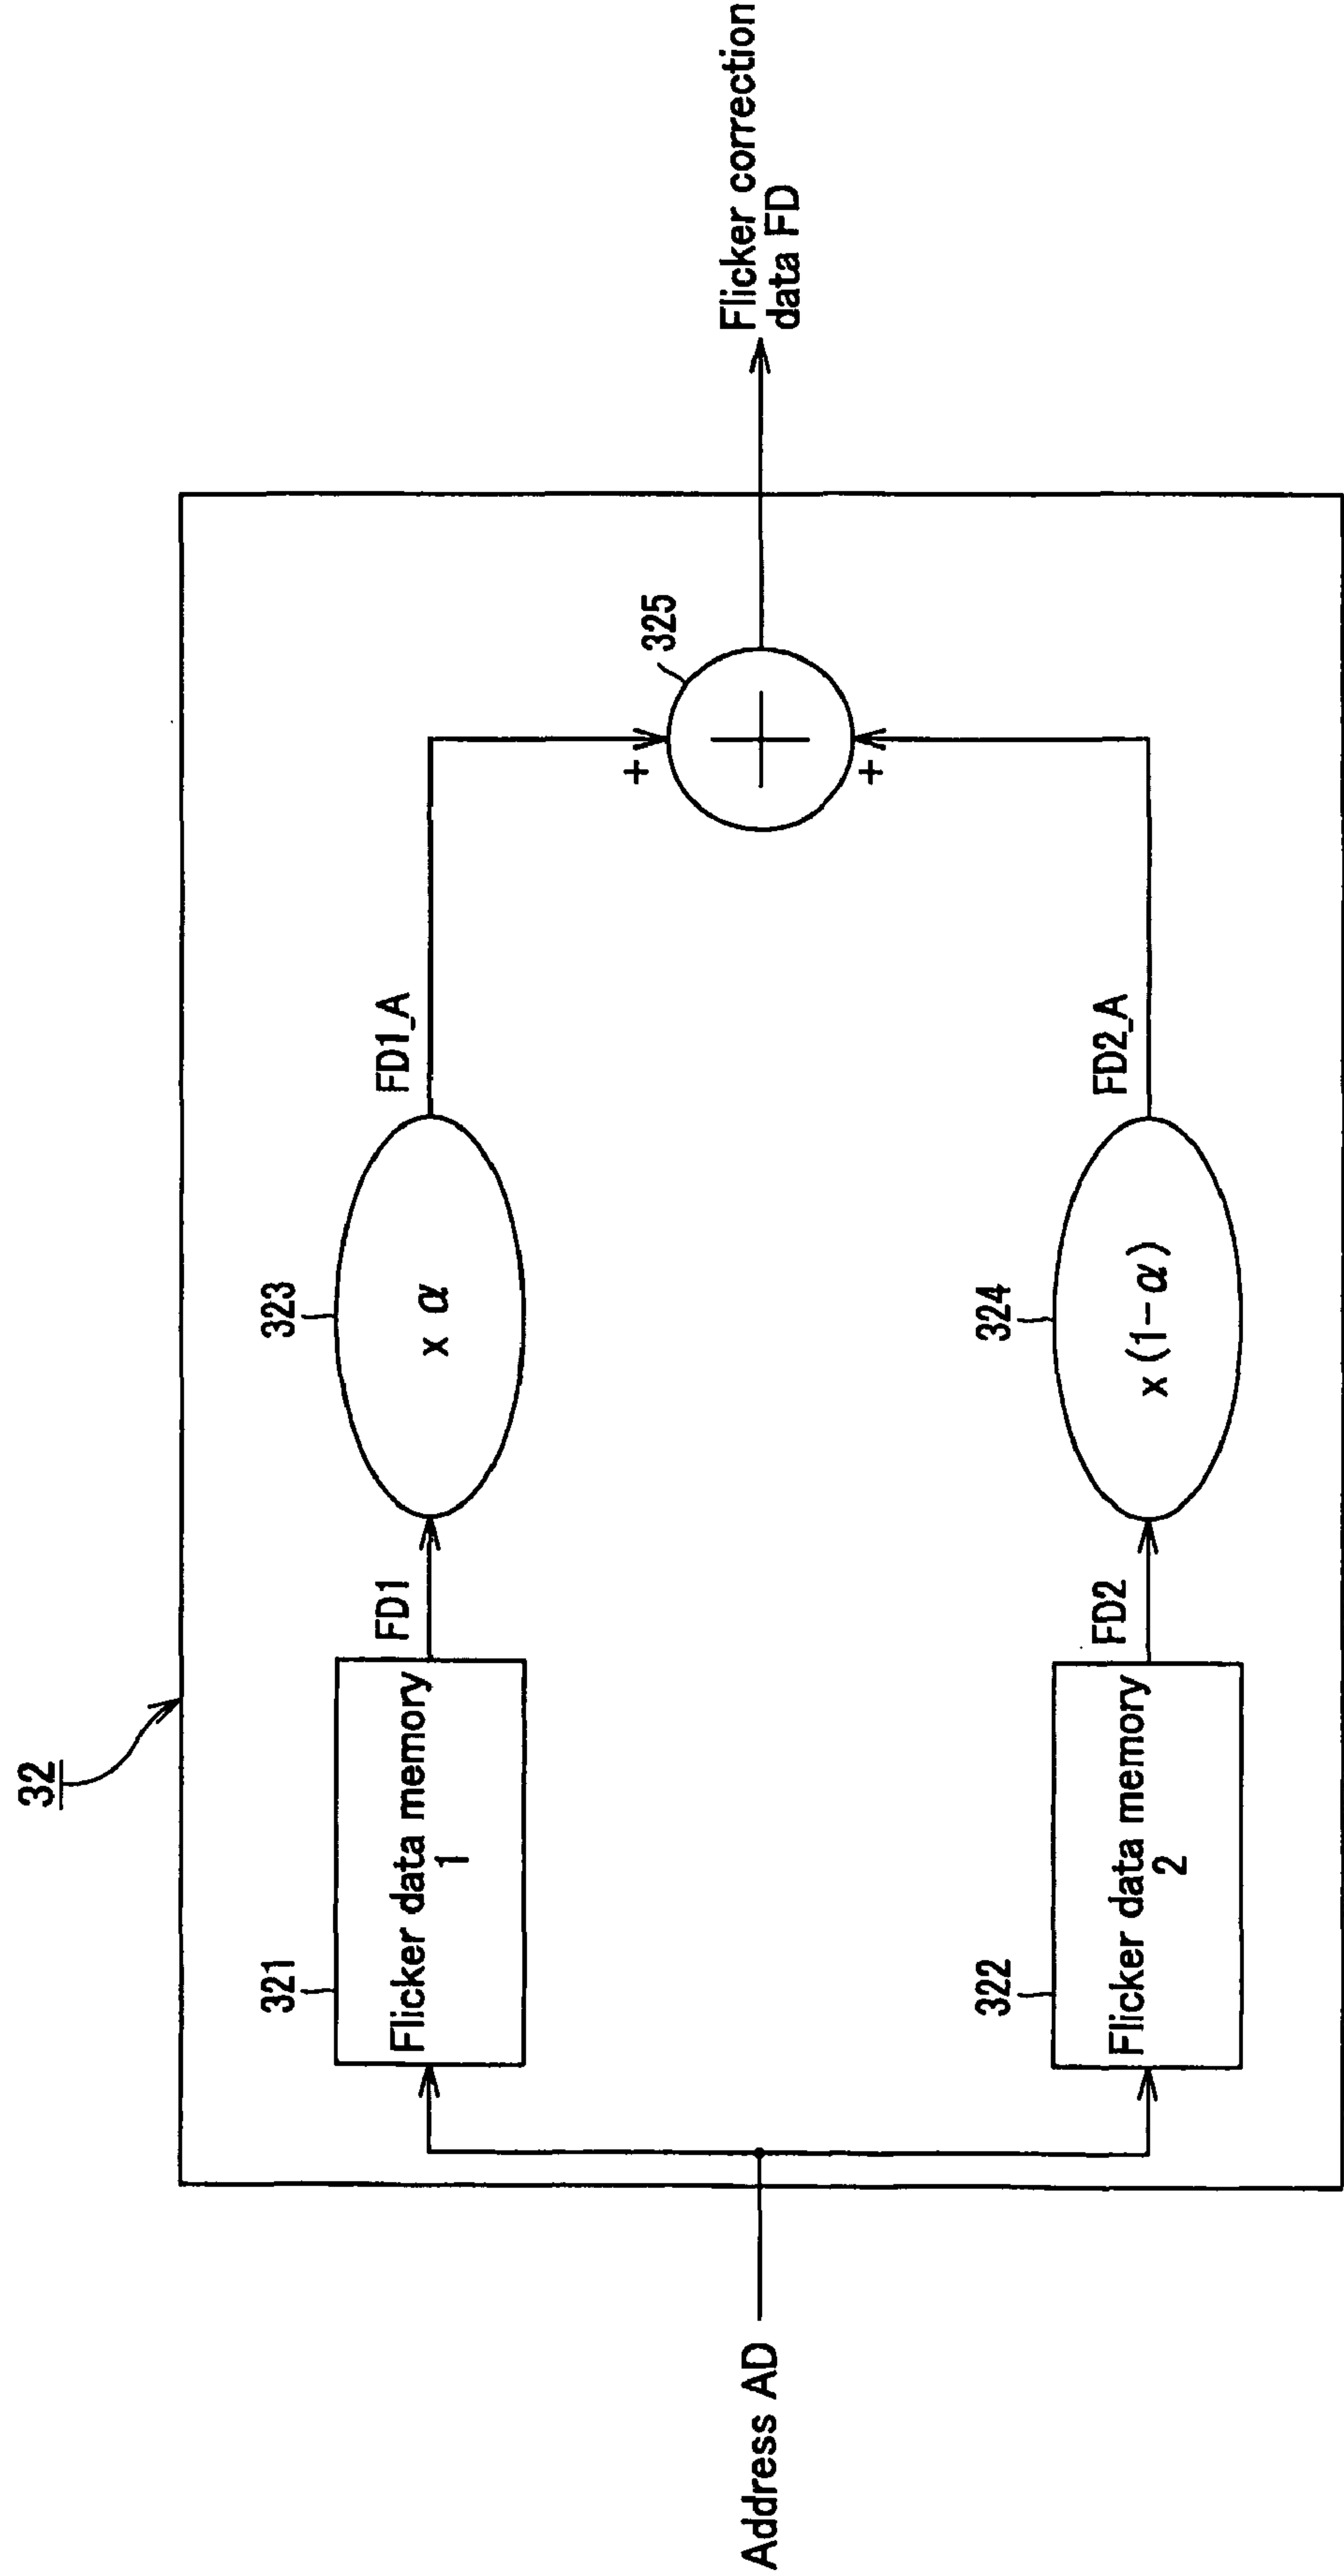 32
321
Flicker data memory
1
FD1
323
x α
FD1_A
325
+
+
Flicker correction
data FD
Address AD
322
Flicker data memory
2
FD2
324
x (1-α)
FD2_A